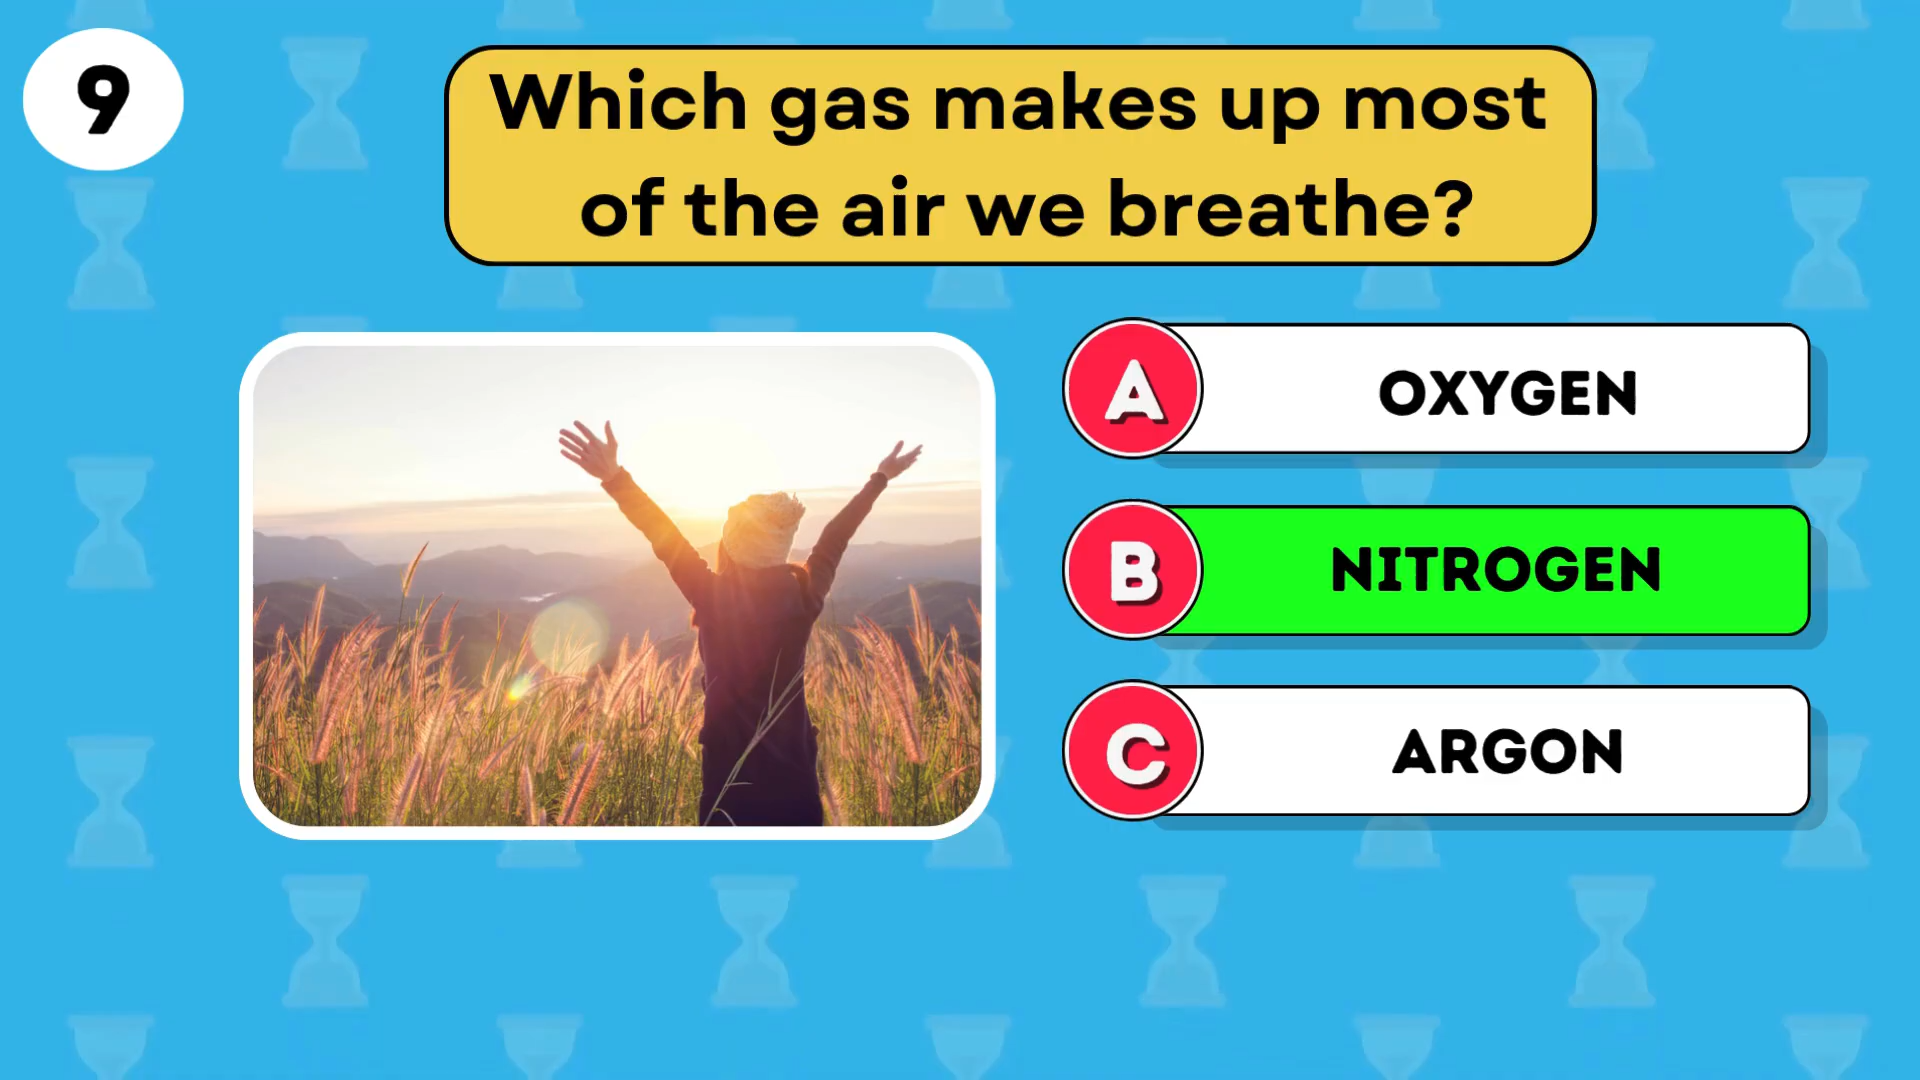 9
Which gas makes up most
of the air we breathe?
A
OXYGEN
B
NITROGEN
C
ARGON